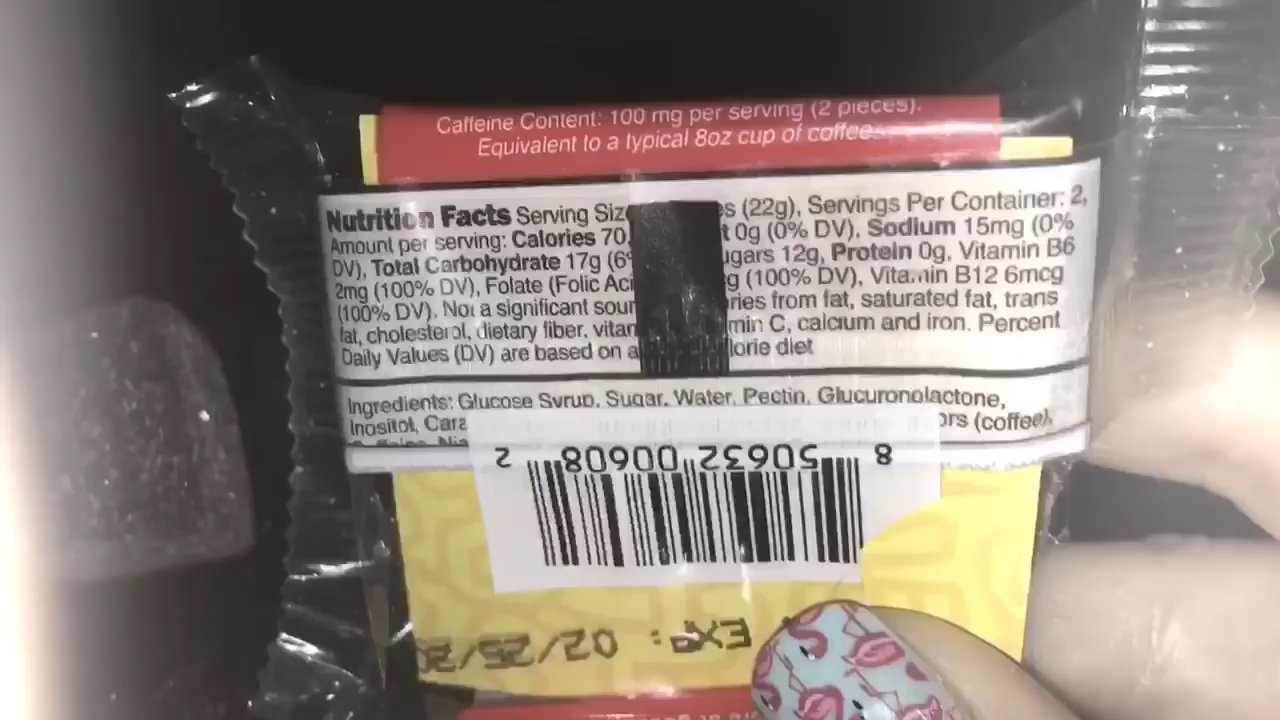 Caffeine Content: 100 mg per serving (2 pieces).
Equivalent to a typical 8oz cup of coffee.
Nutrition Facts Serving Siz s (22g), Servings Per Container: 2,
Amount per serving: Calories 70, t 0g (0% DV), Sodium 15mg (0%
DV), Total Carbohydrate 17g (6% ugars 12g, Protein 0g, Vitamin B6
2mg (100% DV), Folate (Folic Aci g (100% DV), Vitamin B12 6mcg
(100% DV). Not a significant sour ries from fat, saturated fat, trans
fat, cholesterol, dietary fiber, vitam min C, calcium and iron. Percent
Daily Values (DV) are based on a lorie diet
Ingredients: Glucose Syrup, Sugar, Water, Pectin, Glucuronolactone,
Inositol, Cara ors (coffee),
8 50632 00608 2
EXP: 02/25/20